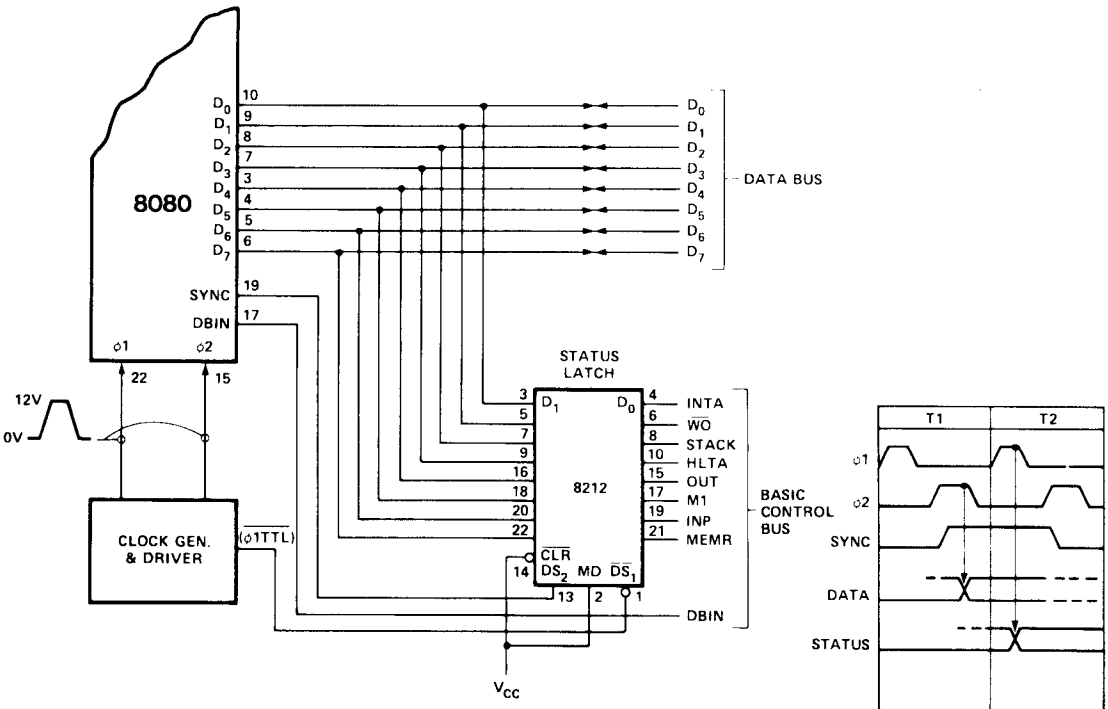 8080
D0 10
D1 9
D2 8
D3 7
D4 3
D5 4
D6 5
D7 6
SYNC 19
DBIN 17
φ1 φ2
22 15
12V
0V
CLOCK GEN.
& DRIVER
(φ1TTL)
D0
D1
D2
D3
D4
D5
D6
D7
DATA BUS
STATUS
LATCH
3 D1 D0 4 INTA
5 6 WO
7 8 STACK
9 10 HLTA
16 15 OUT
18 8212 17 M1
20 19 INP
22 21 MEMR
CLR
14 DS2 MD DS1
13 2 1
DBIN
BASIC
CONTROL
BUS
VCC
T1 T2
φ1
φ2
SYNC
DATA
STATUS